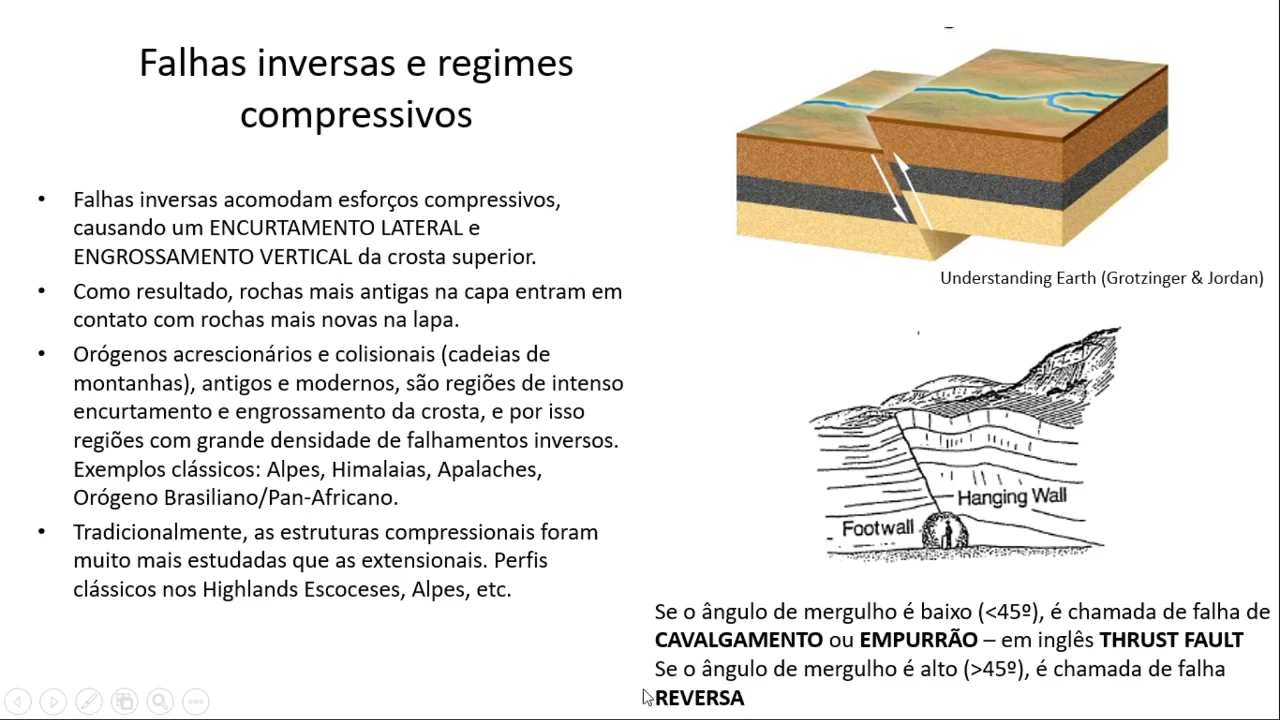 Falhas inversas e regimes
compressivos
• Falhas inversas acomodam esforços compressivos,
causando um ENCURTAMENTO LATERAL e
ENGROSSAMENTO VERTICAL da crosta superior.
• Como resultado, rochas mais antigas na capa entram em
contato com rochas mais novas na lapa.
• Orógenos acrescionários e colisionais (cadeias de
montanhas), antigos e modernos, são regiões de intenso
encurtamento e engrossamento da crosta, e por isso
regiões com grande densidade de falhamentos inversos.
Exemplos clássicos: Alpes, Himalaias, Apalaches,
Orógeno Brasiliano/Pan-Africano.
• Tradicionalmente, as estruturas compressionais foram
muito mais estudadas que as extensionais. Perfis
clássicos nos Highlands Escoceses, Alpes, etc.
Understanding Earth (Grotzinger & Jordan)
Hanging Wall
Footwall
Se o ângulo de mergulho é baixo (<45º), é chamada de falha de
CAVALGAMENTO ou EMPURRÃO – em inglês THRUST FAULT
Se o ângulo de mergulho é alto (>45º), é chamada de falha
REVERSA